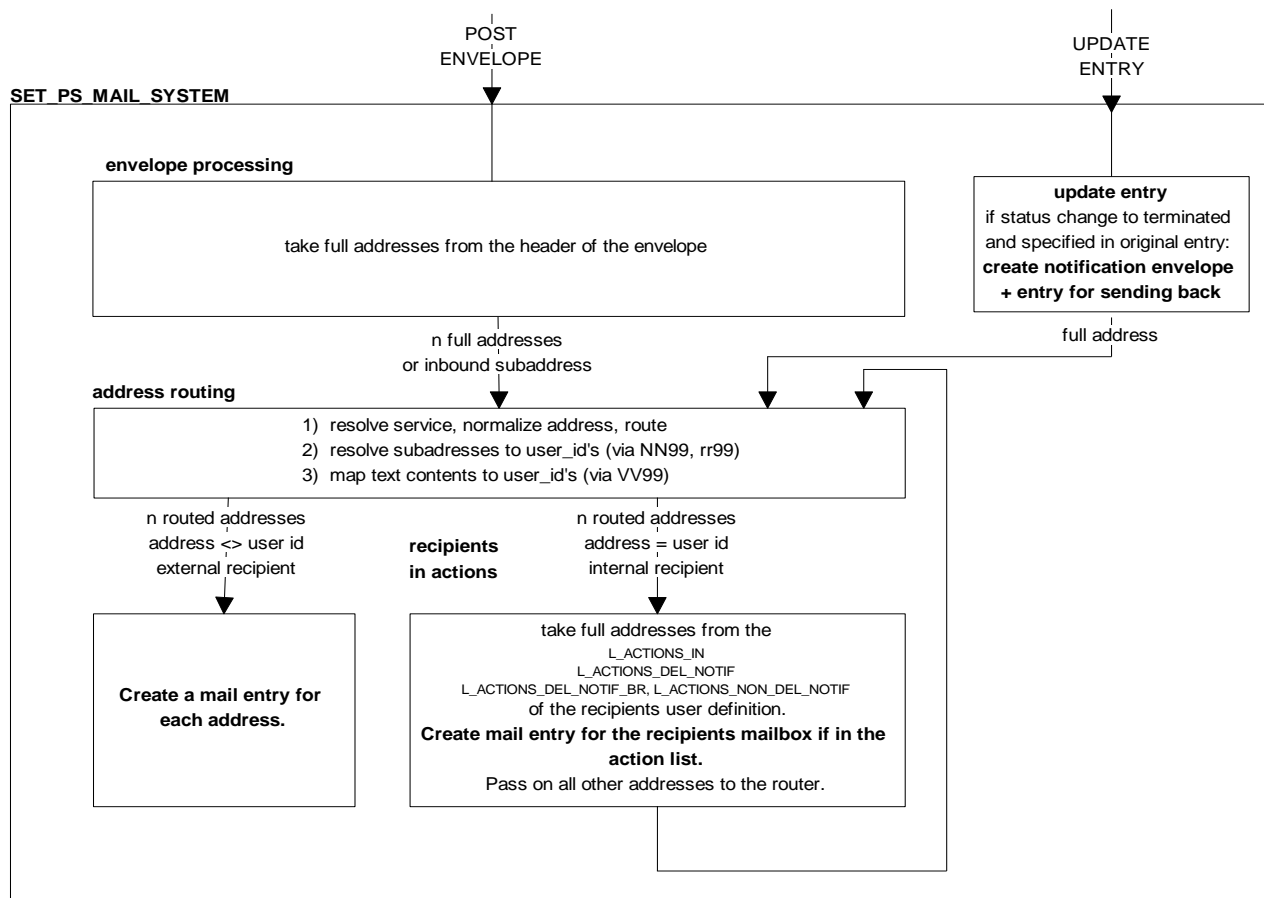 POST
ENVELOPE
UPDATE
ENTRY
SET_PS_MAIL_SYSTEM
envelope processing
take full addresses from the header of the envelope
update entry
if status change to terminated
and specified in original entry:
create notification envelope
+ entry for sending back
n full addresses
or inbound subaddress
full address
address routing
1) resolve service, normalize address, route
2) resolve subadresses to user_id's (via NN99, rr99)
3) map text contents to user_id's (via VV99)
n routed addresses
address <> user id
external recipient
recipients
in actions
n routed addresses
address = user id
internal recipient
Create a mail entry for
each address.
take full addresses from the
L_ACTIONS_IN
L_ACTIONS_DEL_NOTIF
L_ACTIONS_DEL_NOTIF_BR, L_ACTIONS_NON_DEL_NOTIF
of the recipients user definition.
Create mail entry for the recipients mailbox if in the
action list.
Pass on all other addresses to the router.